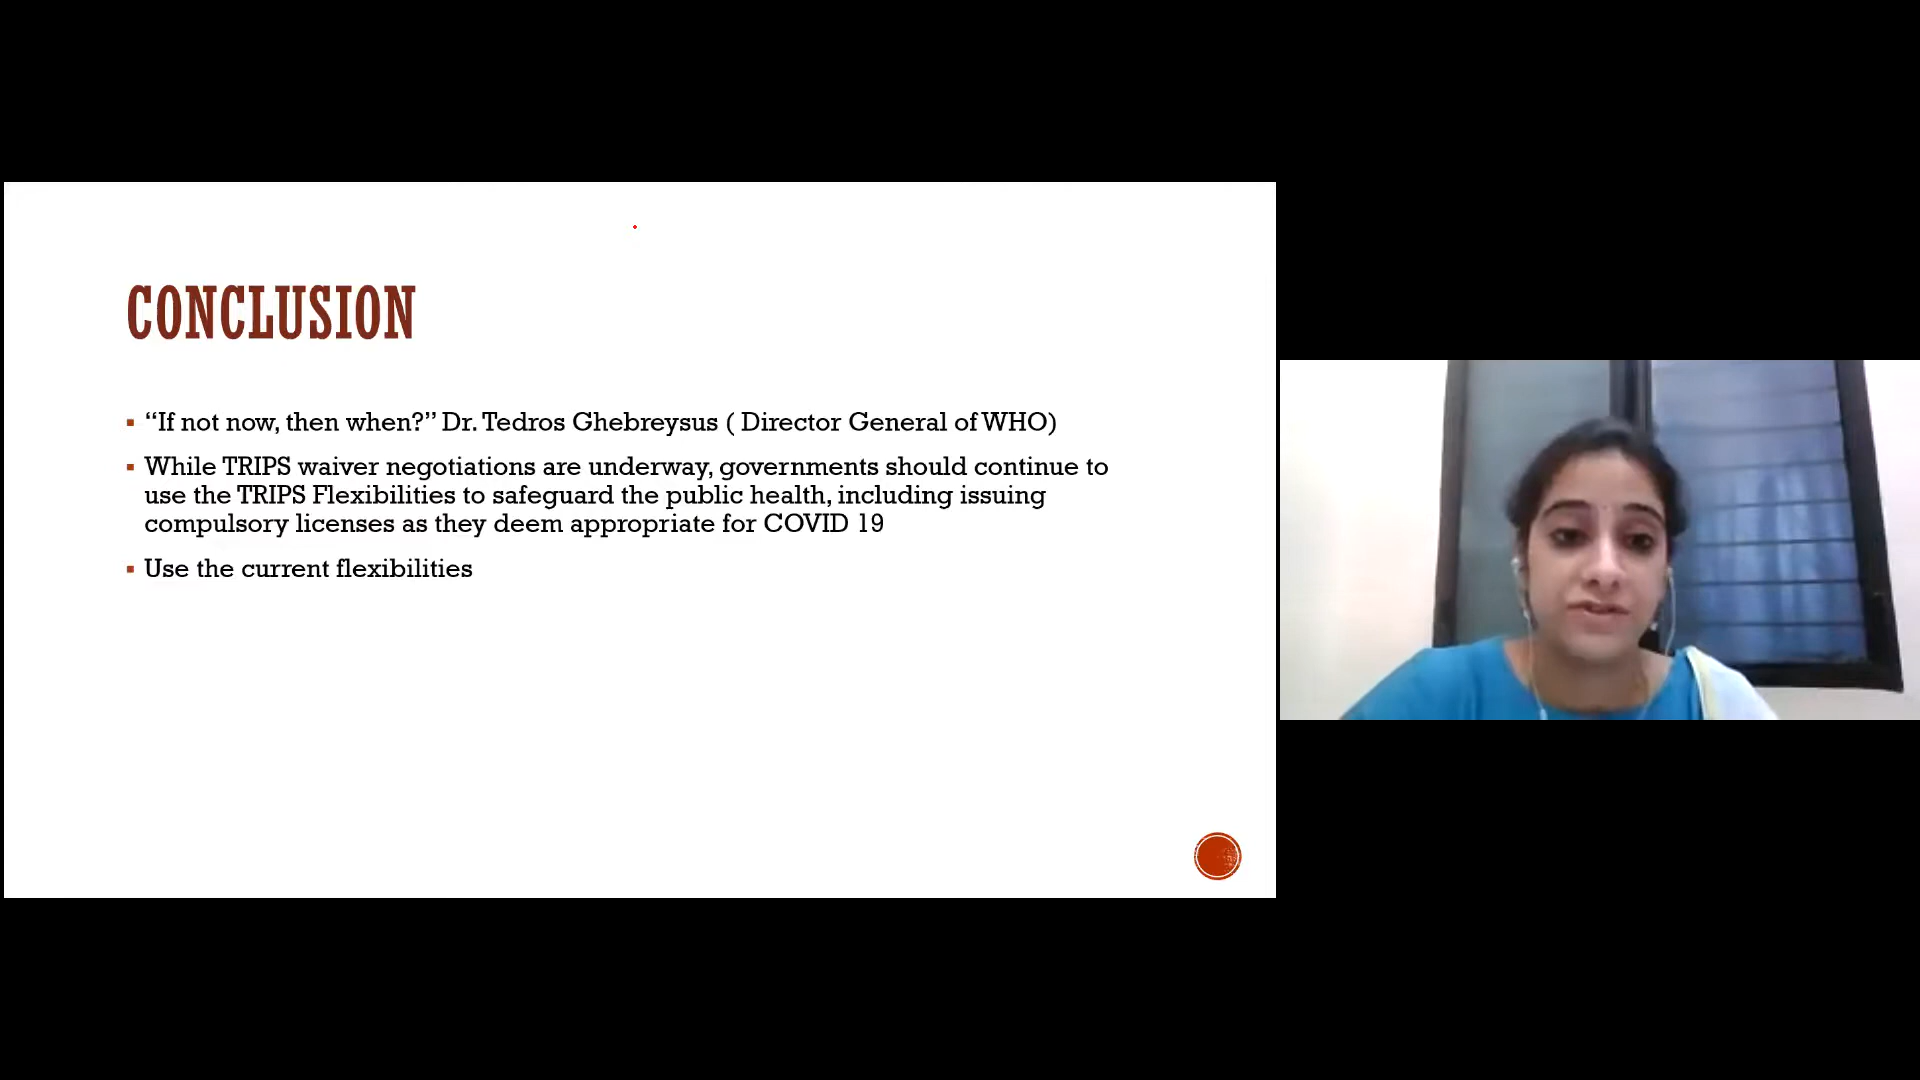 CONCLUSION
▪ “If not now, then when?” Dr. Tedros Ghebreysus ( Director General of WHO)
▪ While TRIPS waiver negotiations are underway, governments should continue to
use the TRIPS Flexibilities to safeguard the public health, including issuing
compulsory licenses as they deem appropriate for COVID 19
▪ Use the current flexibilities